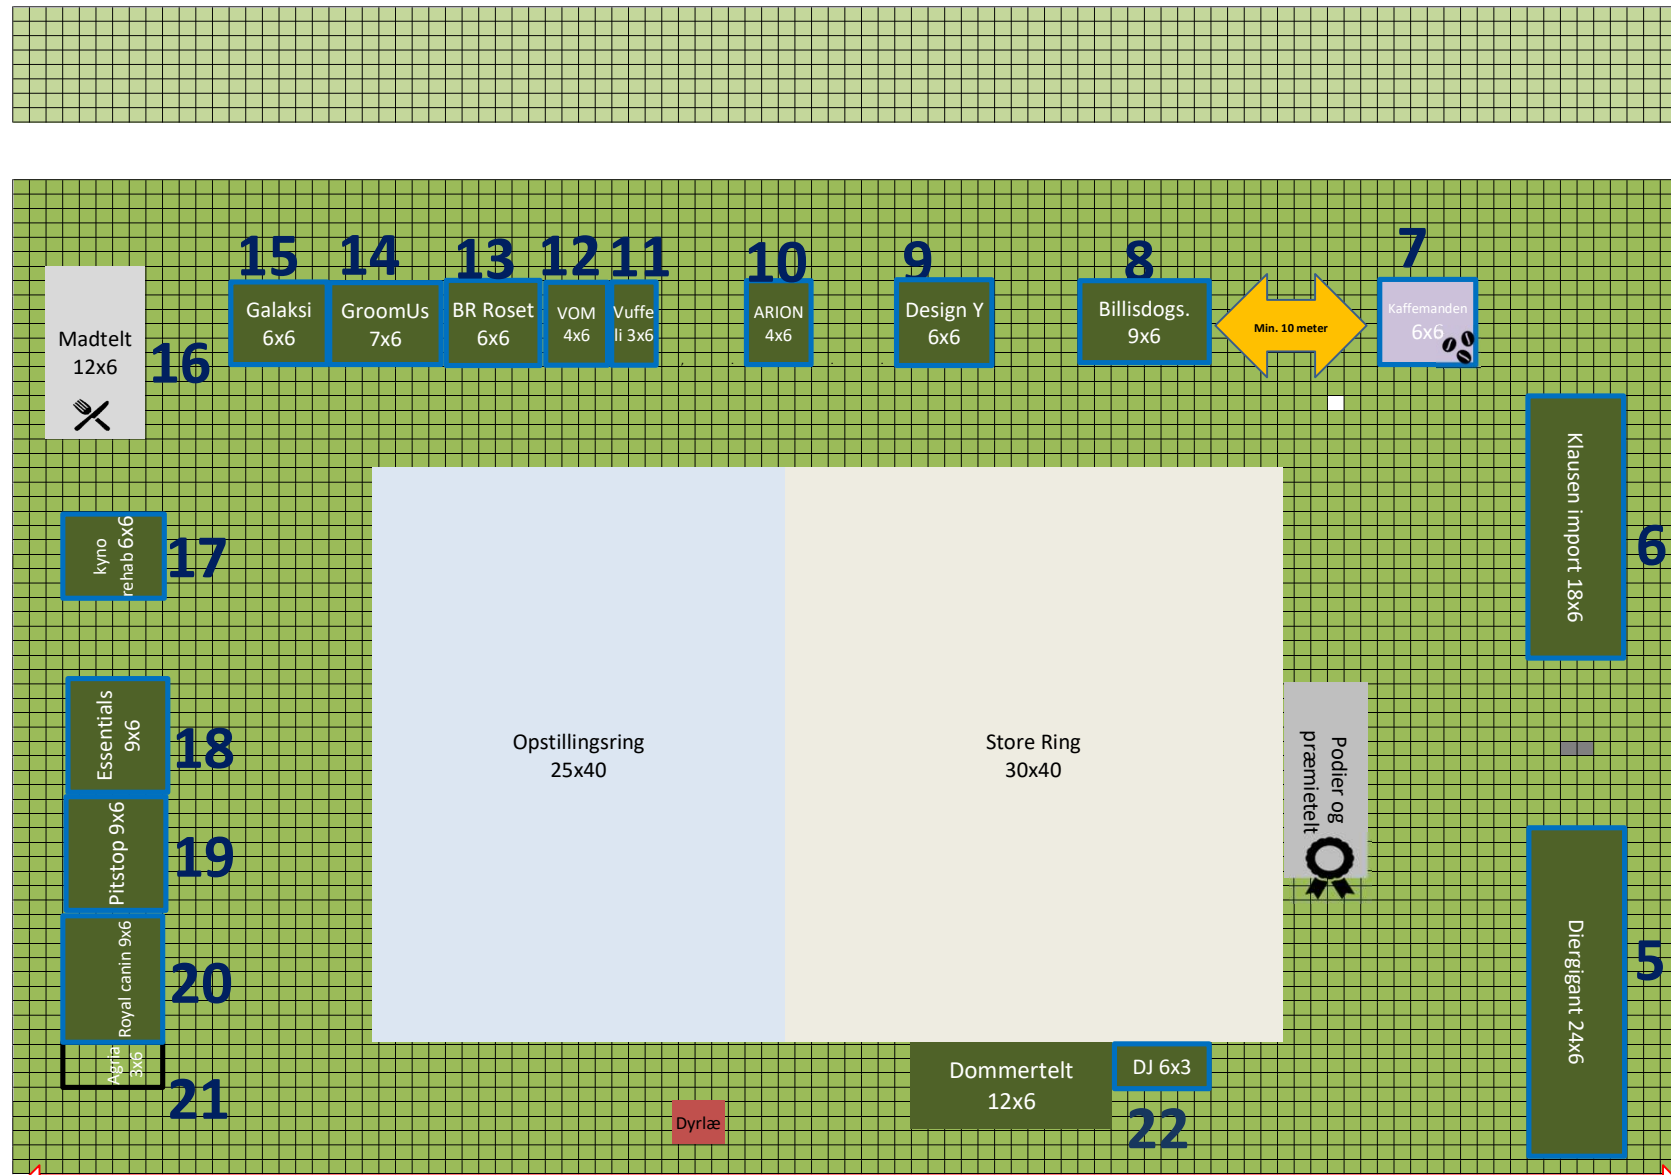 15
14
13
12
11
10
9
8
7
Galaksi
6x6
GroomUs
7x6
BR Roset
6x6
VOM
4x6
Vuffe
li 3x6
ARION
4x6
Design Y
6x6
Billisdogs.
9x6
Min. 10 meter
Kaffemanden
6x6
Madtelt
12x6
16
Klausen import 18x6
6
kyno
rehab 6x6
17
Essentials
9x6
18
Opstillingsring
25x40
Store Ring
30x40
Podier og
præmietelt
Pitstop 9x6
19
Royal canin 9x6
20
Diergigant 24x6
5
Agria
3x6
21
Dommertelt
12x6
DJ 6x3
22
Dyrlæ